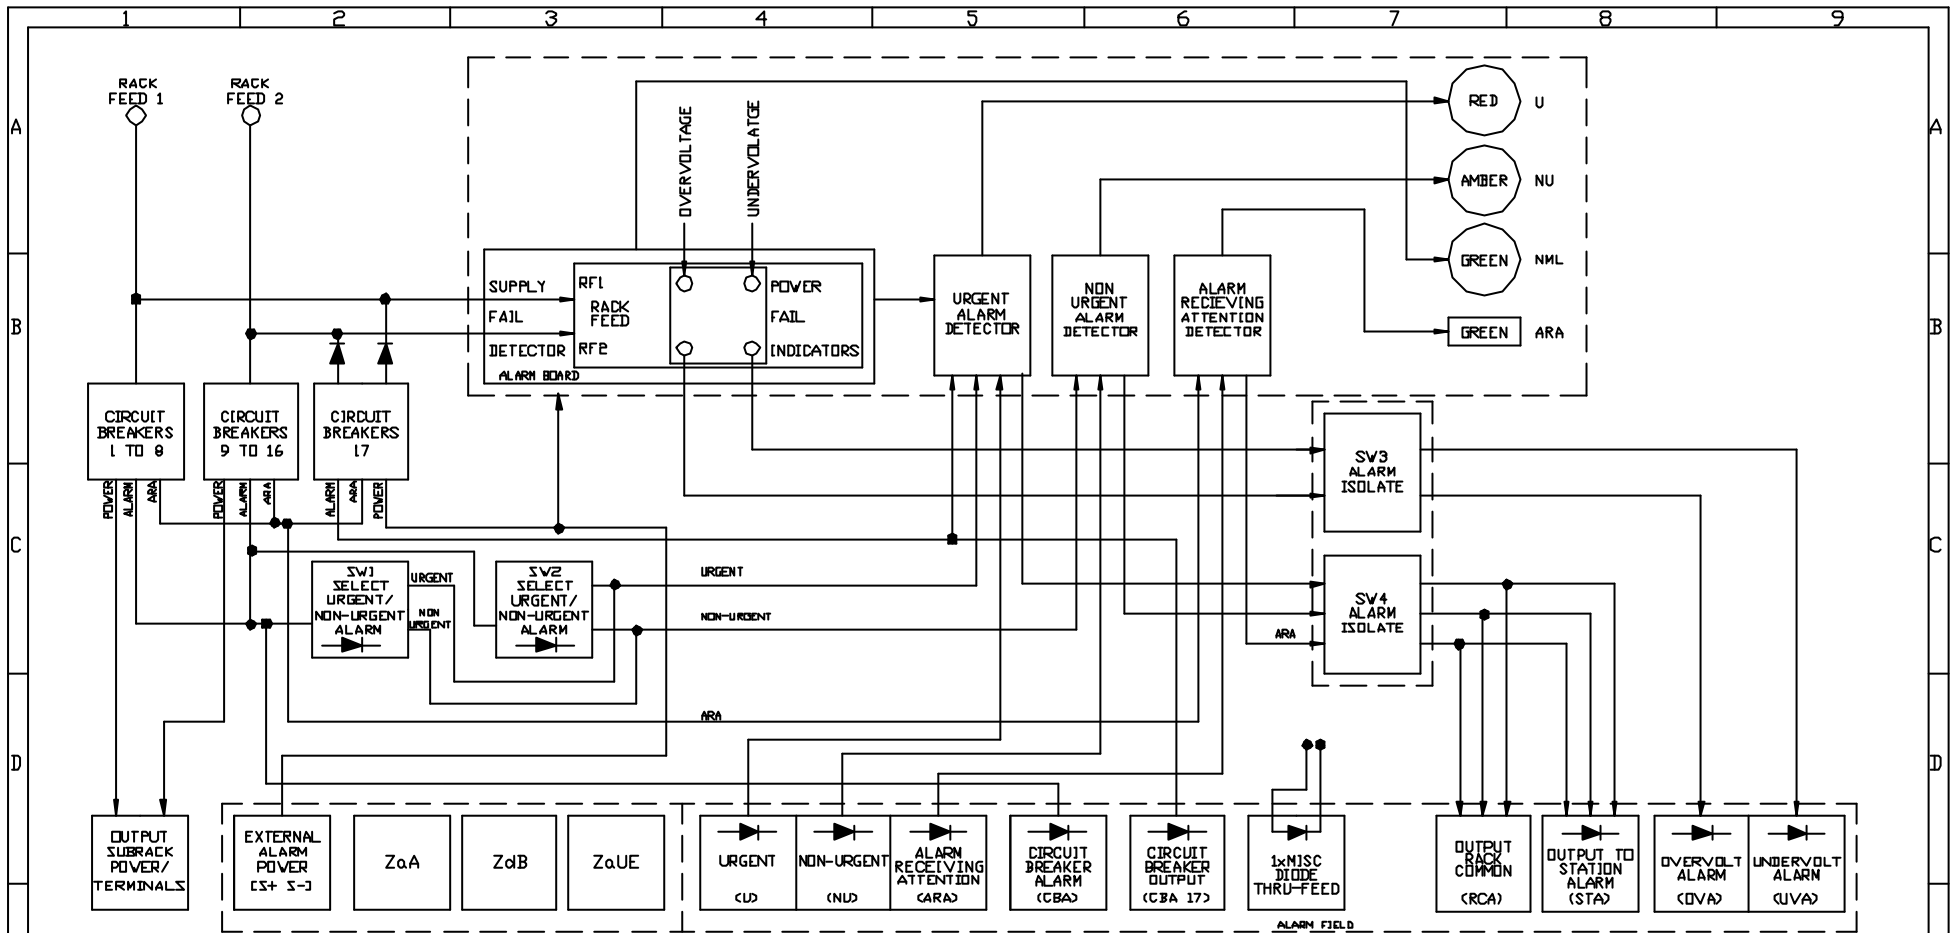 1 2 3 4 5 6 7 8 9
A
A
B
B
C
C
D
D
RACK
FEED 1
RACK
FEED 2
OVERVOLTAGE
UNDERVOLATGE
RED
U
AMBER
NU
GREEN
NML
GREEN
ARA
SUPPLY
FAIL
DETECTOR
RF1
RACK
FEED
RF2
POWER
FAIL
INDICATORS
ALARM BOARD
URGENT
ALARM
DETECTOR
NON
URGENT
ALARM
DETECTOR
ALARM
RECIEVING
ATTENTION
DETECTOR
CIRCUIT
BREAKERS
1 TO 8
CIRCUIT
BREAKERS
9 TO 16
CIRCUIT
BREAKERS
17
POWER
ALARM
ARA
POWER
ALARM
ARA
ALARM
ARA
POWER
SW3
ALARM
ISOLATE
SW1
SELECT
URGENT/
NON-URGENT
ALARM
URGENT
NON
URGENT
SW2
SELECT
URGENT/
NON-URGENT
ALARM
URGENT
NON-URGENT
ARA
ARA
SW4
ALARM
ISOLATE
OUTPUT
SUBRACK
POWER/
TERMINALS
EXTERNAL
ALARM
POWER
[S+ S-]
ZaA
ZdB
ZaUE
URGENT
(U)
NON-URGENT
(NU)
ALARM
RECEIVING
ATTENTION
(ARA)
CIRCUIT
BREAKER
ALARM
(CBA)
CIRCUIT
BREAKER
OUTPUT
(CBA 17)
1xMISC
DIODE
THRU-FEED
OUTPUT
RACK
COMMON
(RCA)
OUTPUT TO
STATION
ALARM
(STA)
OVERVOLT
ALARM
(OVA)
UNDERVOLT
ALARM
(UVA)
ALARM FIELD